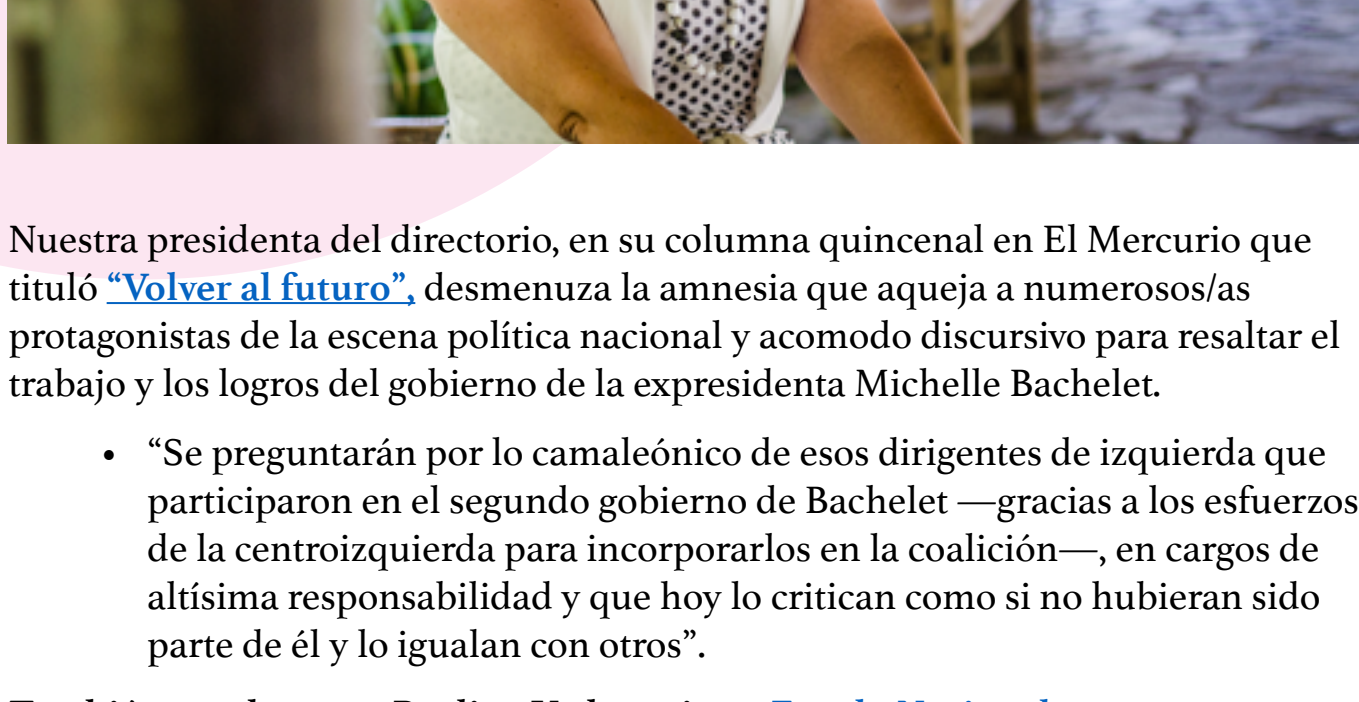 Nuestra presidenta del directorio, en su columna quincenal en El Mercurio que
tituló “Volver al futuro”, desmenuza la amnesia que aqueja a numerosos/as
protagonistas de la escena política nacional y acomodo discursivo para resaltar el
trabajo y los logros del gobierno de la expresidenta Michelle Bachelet.
• “Se preguntarán por lo camaleónico de esos dirigentes de izquierda que
participaron en el segundo gobierno de Bachelet —gracias a los esfuerzos
de la centroizquierda para incorporarlos en la coalición—, en cargos de
altísima responsabilidad y que hoy lo critican como si no hubieran sido
parte de él y lo igualan con otros”.